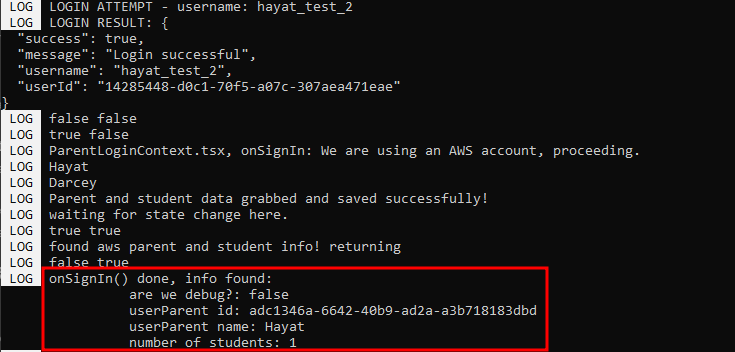 LOG LOGIN ATTEMPT - username: hayat_test_2
LOG LOGIN RESULT: {
"success": true,
"message": "Login successful",
"username": "hayat_test_2",
"userId": "14285448-d0c1-70f5-a07c-307aea471eae"
}
LOG false false
LOG true false
LOG ParentLoginContext.tsx, onSignIn: We are using an AWS account, proceeding.
LOG Hayat
LOG Darcey
LOG Parent and student data grabbed and saved successfully!
LOG waiting for state change here.
LOG true true
LOG found aws parent and student info! returning
LOG false true
LOG onSignIn() done, info found:
are we debug?: false
userParent id: adc1346a-6642-40b9-ad2a-a3b718183dbd
userParent name: Hayat
number of students: 1